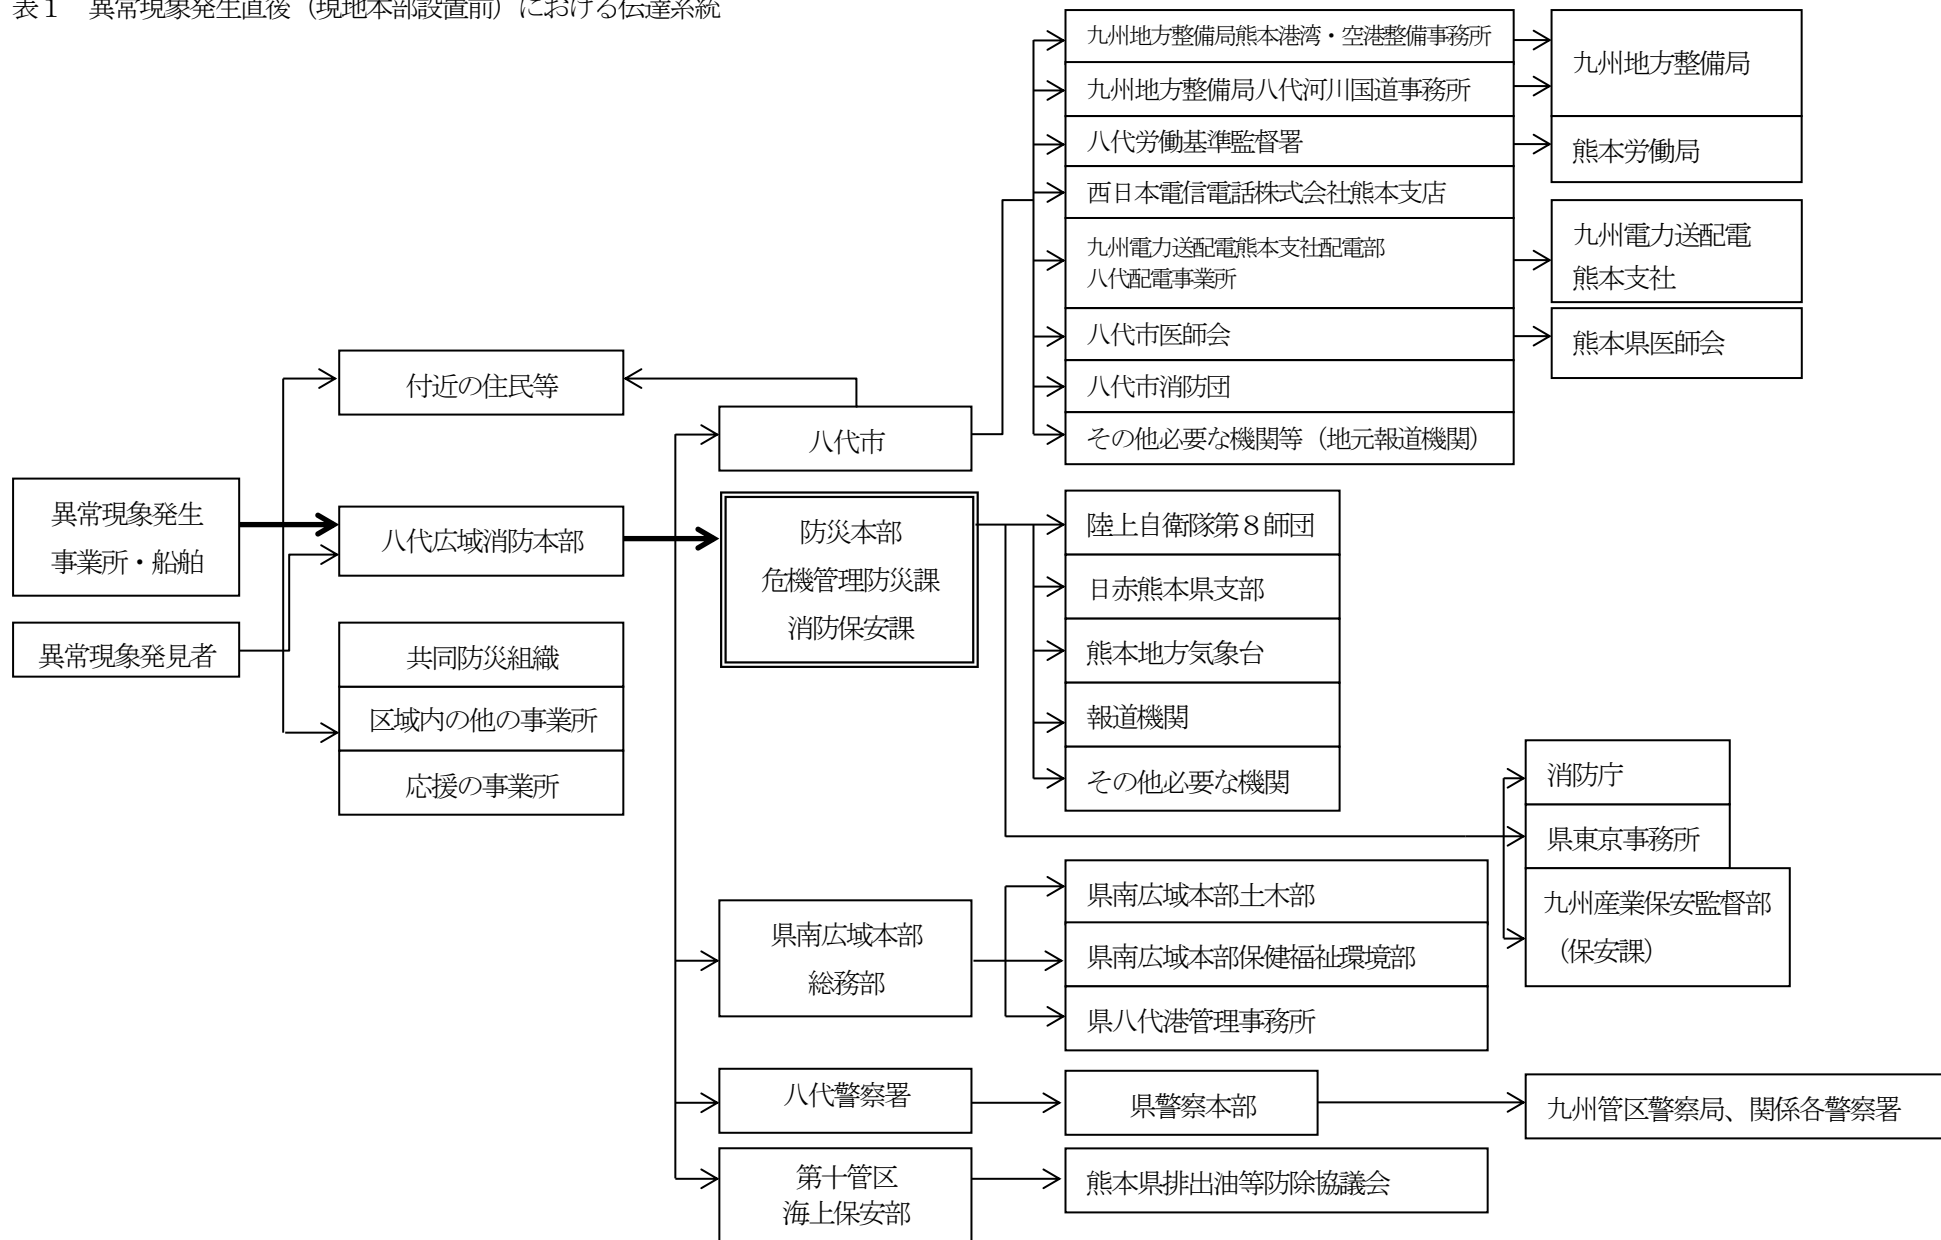 表１　異常現象発生直後（現地本部設置前）における伝達系統
九州地方整備局熊本港湾・空港整備事務所
九州地方整備局八代河川国道事務所
九州地方整備局
八代労働基準監督署
熊本労働局
西日本電信電話株式会社熊本支店
九州電力送配電熊本支社配電部
八代配電事業所
九州電力送配電
熊本支社
八代市医師会
熊本県医師会
八代市消防団
その他必要な機関等（地元報道機関）
付近の住民等
八代市
異常現象発生
事業所・船舶
異常現象発見者
八代広域消防本部
共同防災組織
区域内の他の事業所
応援の事業所
防災本部
危機管理防災課
消防保安課
陸上自衛隊第８師団
日赤熊本県支部
熊本地方気象台
報道機関
その他必要な機関
消防庁
県東京事務所
九州産業保安監督部
（保安課）
県南広域本部
総務部
県南広域本部土木部
県南広域本部保健福祉環境部
県八代港管理事務所
八代警察署
県警察本部
九州管区警察局、関係各警察署
第十管区
海上保安部
熊本県排出油等防除協議会